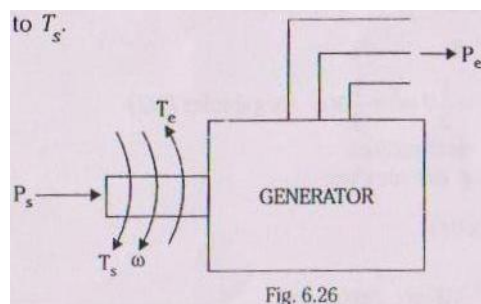 to T_s.
P_e
T_e
P_s
GENERATOR
T_s ω
Fig. 6.26